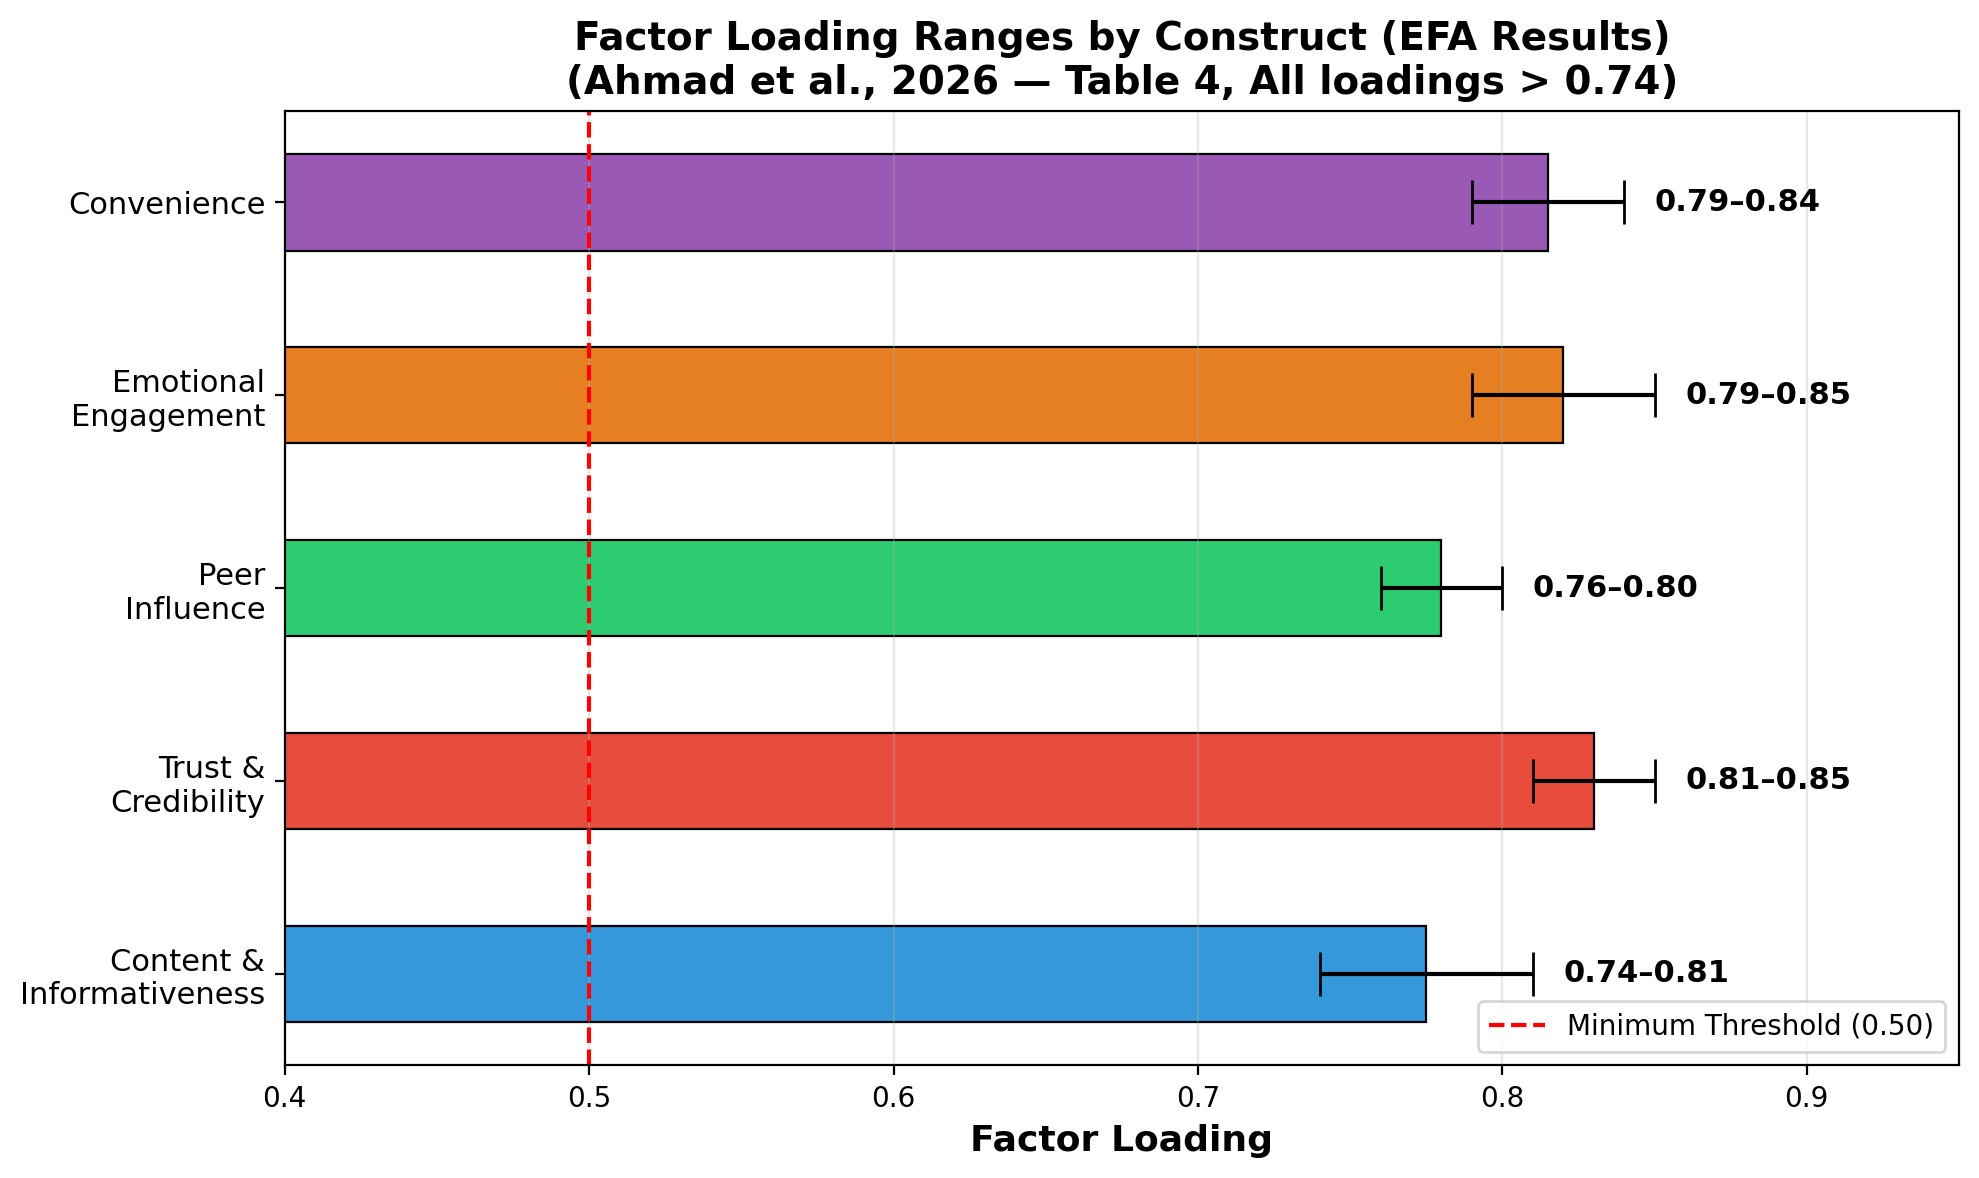 Factor Loading Ranges by Construct (EFA Results)
(Ahmad et al., 2026 — Table 4, All loadings > 0.74)
Convenience
0.79–0.84
Emotional
Engagement
0.79–0.85
Peer
Influence
0.76–0.80
Trust &
Credibility
0.81–0.85
Content &
Informativeness
0.74–0.81
Minimum Threshold (0.50)
0.4 0.5 0.6 0.7 0.8 0.9
Factor Loading